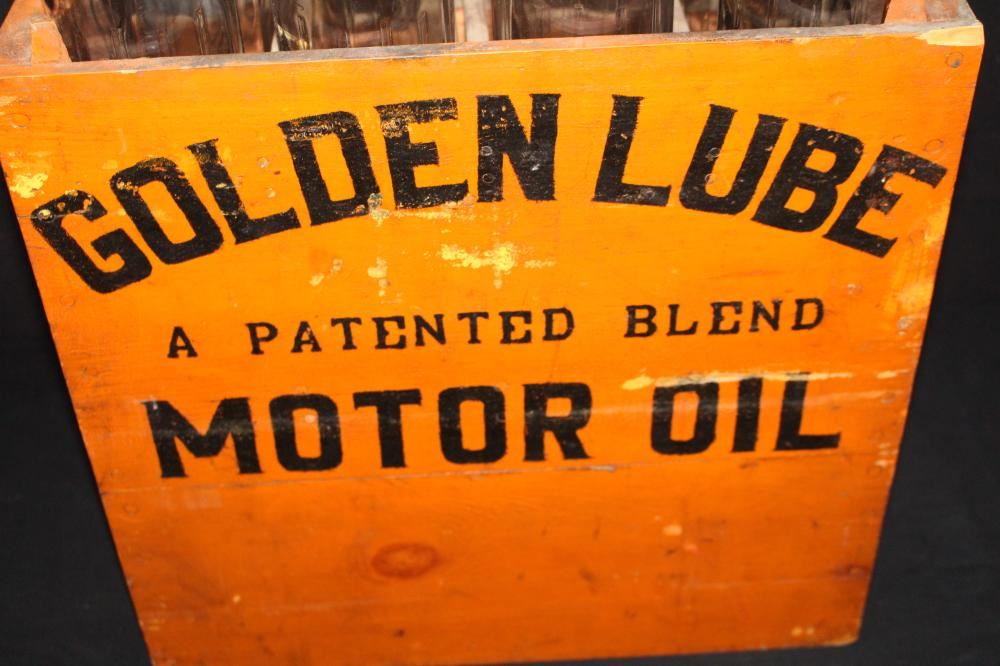 GOLDEN LUBE
A PATENTED BLEND
MOTOR OIL